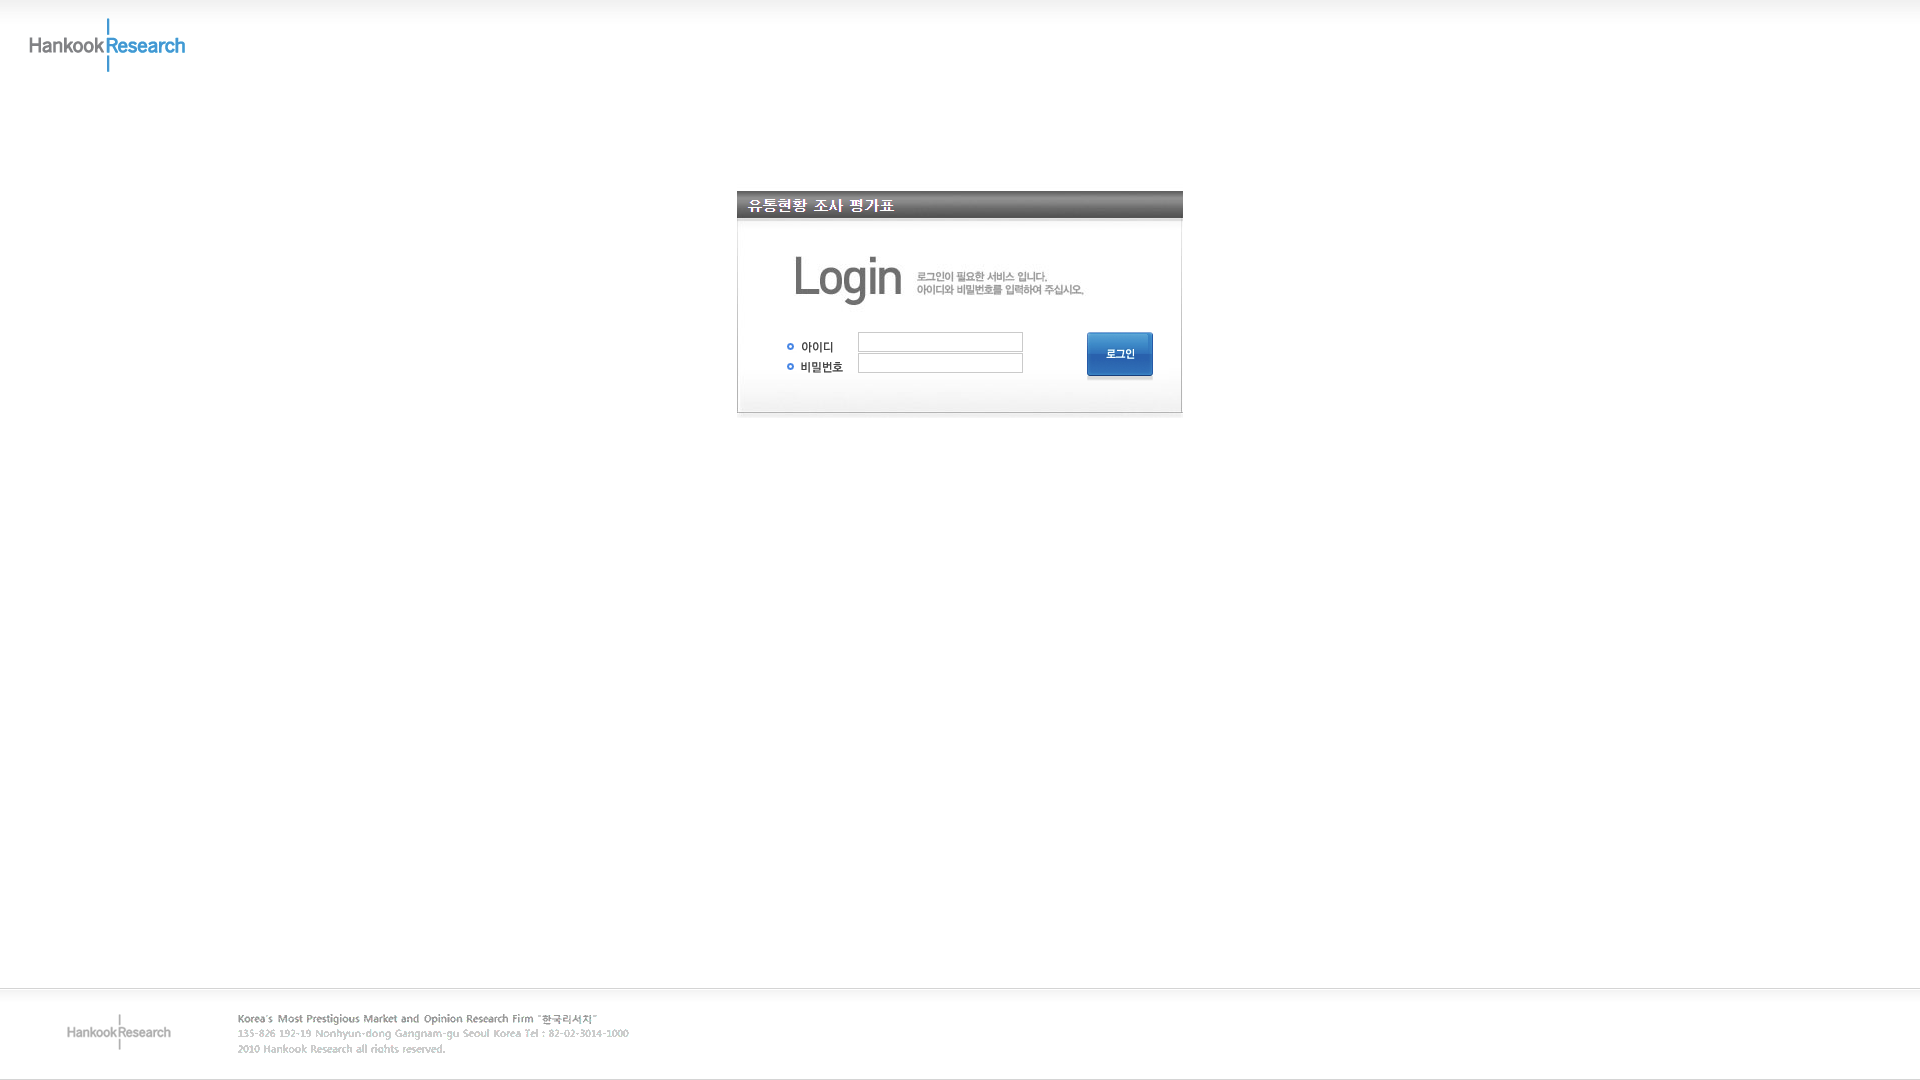 Hankook Research
유통현황 조사 평가표
Login
로그인이 필요한 서비스 입니다.
아이디와 비밀번호를 입력하여 주십시오.
아이디
비밀번호
로그인
Hankook Research
Korea's Most Prestigious Market and Opinion Research Firm "한국리서치"
135-826 192-19 Nonhyun-dong Gangnam-gu Seoul Korea Tel : 82-02-3014-1000
2010 Hankook Research all rights reserved.